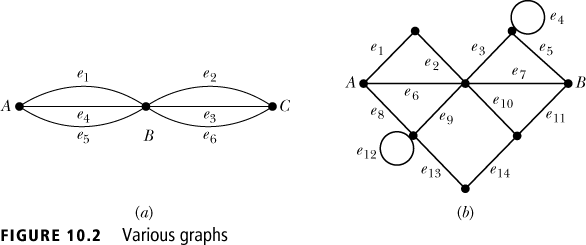 e1 e2
A e4 e3 C
e5 B e6
(a)
e4
e1 e2 e3 e5
A e6 e7 B
e8 e9 e10 e11
e12 e13 e14
(b)
FIGURE 10.2 Various graphs